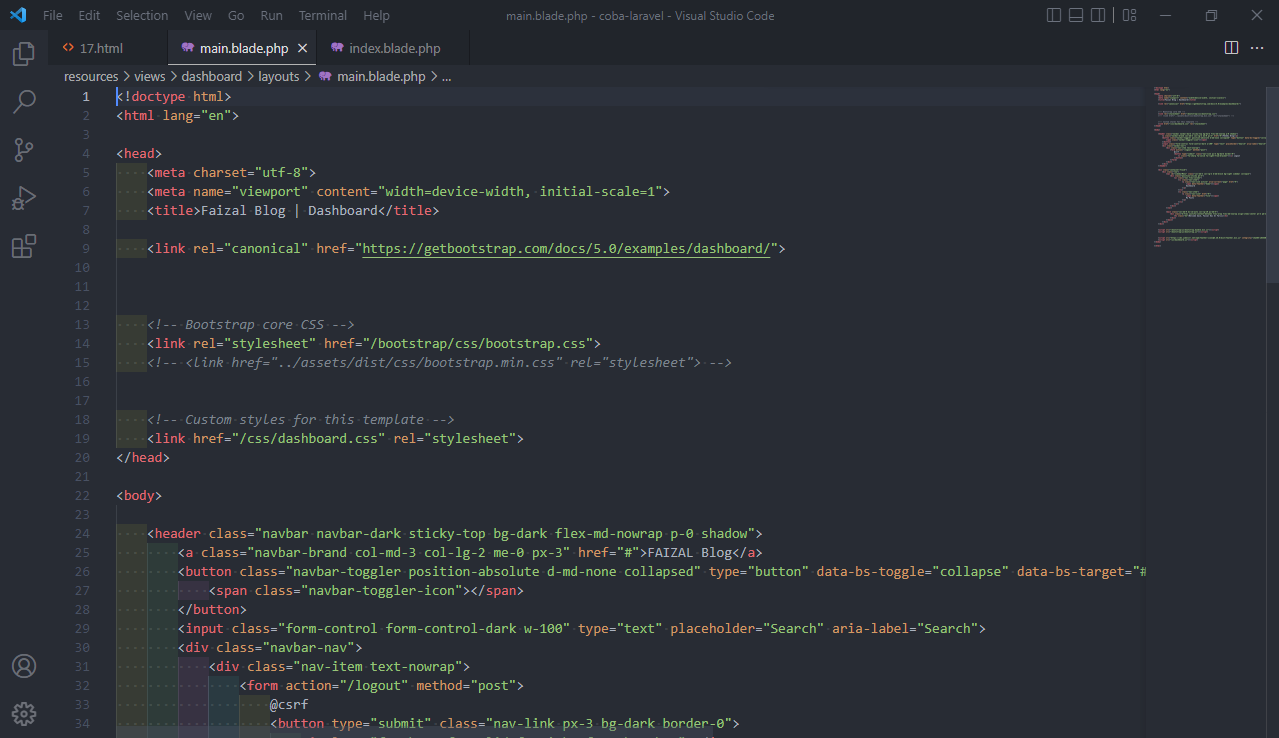 File Edit Selection View Go Run Terminal Help main.blade.php - coba-laravel - Visual Studio Code
17.html main.blade.php index.blade.php
resources > views > dashboard > layouts > main.blade.php > ...
1 <!doctype html>
2 <html lang="en">
3
4 <head>
5 <meta charset="utf-8">
6 <meta name="viewport" content="width=device-width, initial-scale=1">
7 <title>Faizal Blog | Dashboard</title>
8
9 <link rel="canonical" href="https://getbootstrap.com/docs/5.0/examples/dashboard/">
10
11
12
13 <!-- Bootstrap core CSS -->
14 <link rel="stylesheet" href="/bootstrap/css/bootstrap.css">
15 <!-- <link href="../assets/dist/css/bootstrap.min.css" rel="stylesheet"> -->
16
17
18 <!-- Custom styles for this template -->
19 <link href="/css/dashboard.css" rel="stylesheet">
20 </head>
21
22 <body>
23
24 <header class="navbar navbar-dark sticky-top bg-dark flex-md-nowrap p-0 shadow">
25 <a class="navbar-brand col-md-3 col-lg-2 me-0 px-3" href="#">FAIZAL Blog</a>
26 <button class="navbar-toggler position-absolute d-md-none collapsed" type="button" data-bs-toggle="collapse" data-bs-target="#
27 <span class="navbar-toggler-icon"></span>
28 </button>
29 <input class="form-control form-control-dark w-100" type="text" placeholder="Search" aria-label="Search">
30 <div class="navbar-nav">
31 <div class="nav-item text-nowrap">
32 <form action="/logout" method="post">
33 @csrf
34 <button type="submit" class="nav-link px-3 bg-dark border-0">